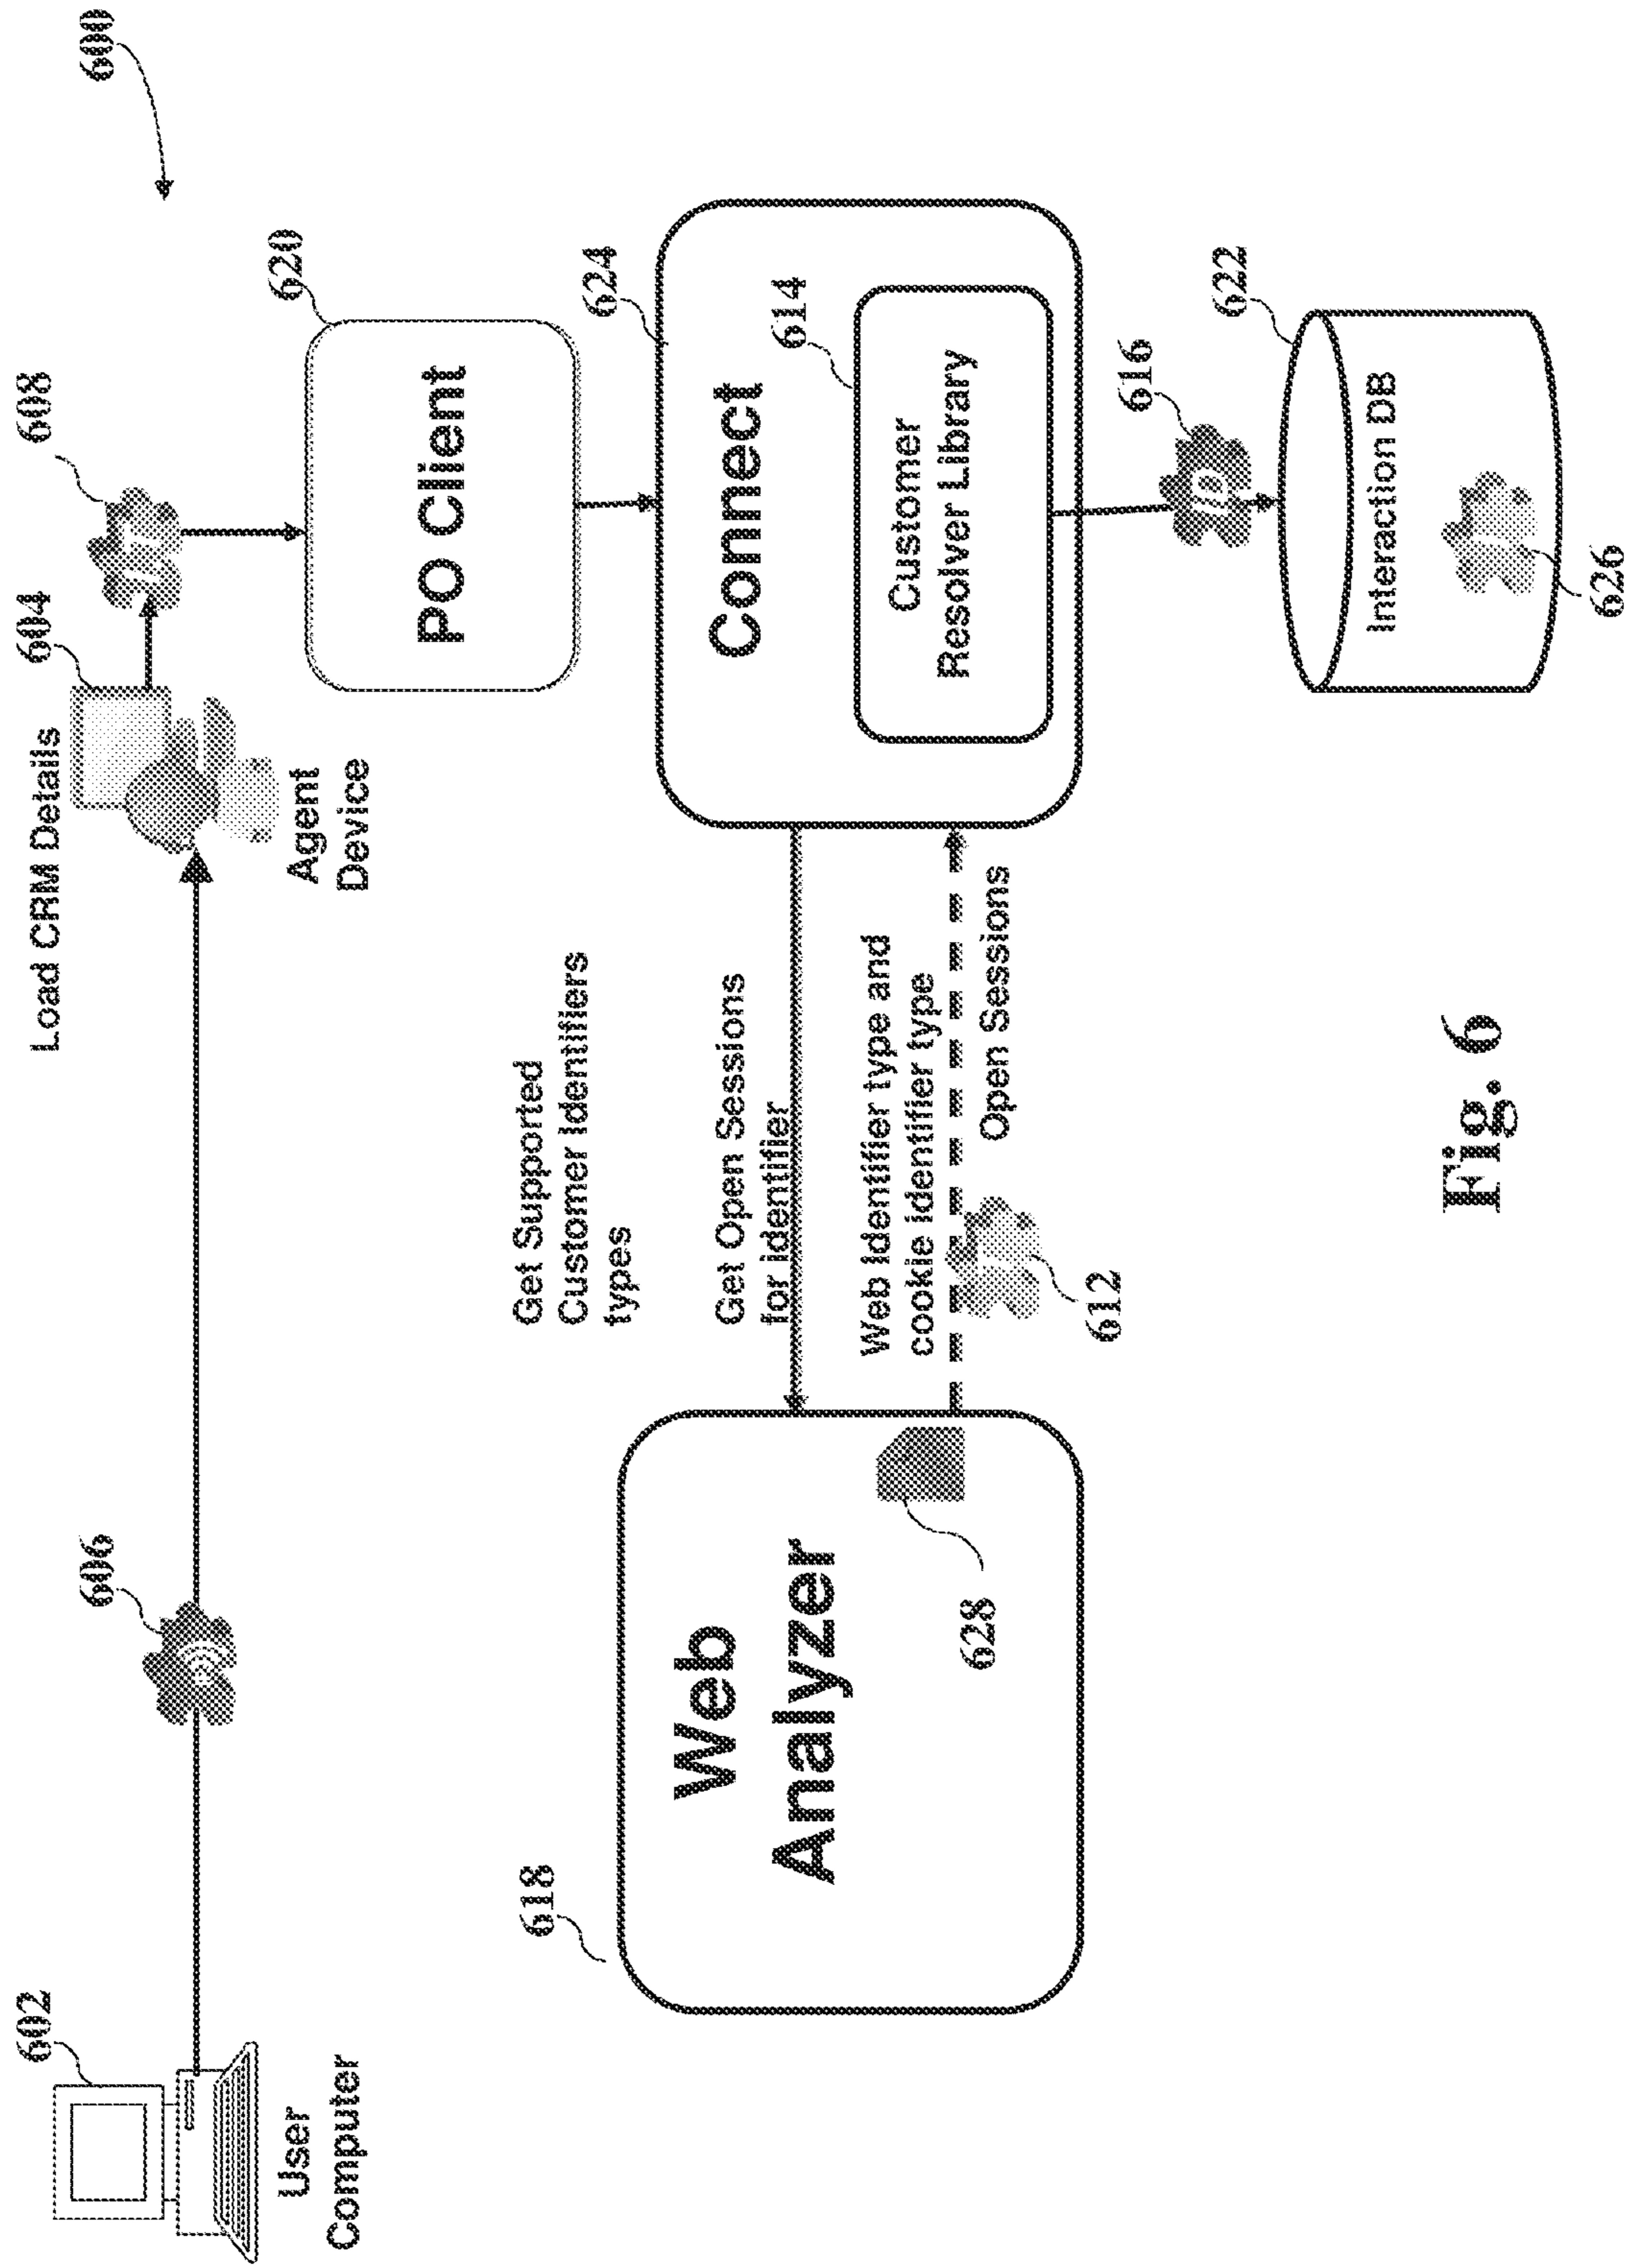 600
602
User
Computer
606
Load CRM Details
604
Agent
Device
608
620
PO Client
618
Web
Analyzer
628
Get Supported
Customer Identifiers
types
Get Open Sessions
for identifier
Web Identifier type and
cookie identifier type
Open Sessions
612
624
Connect
614
Customer
Resolver Library
616
ID
622
Interaction DB
626
Fig. 6